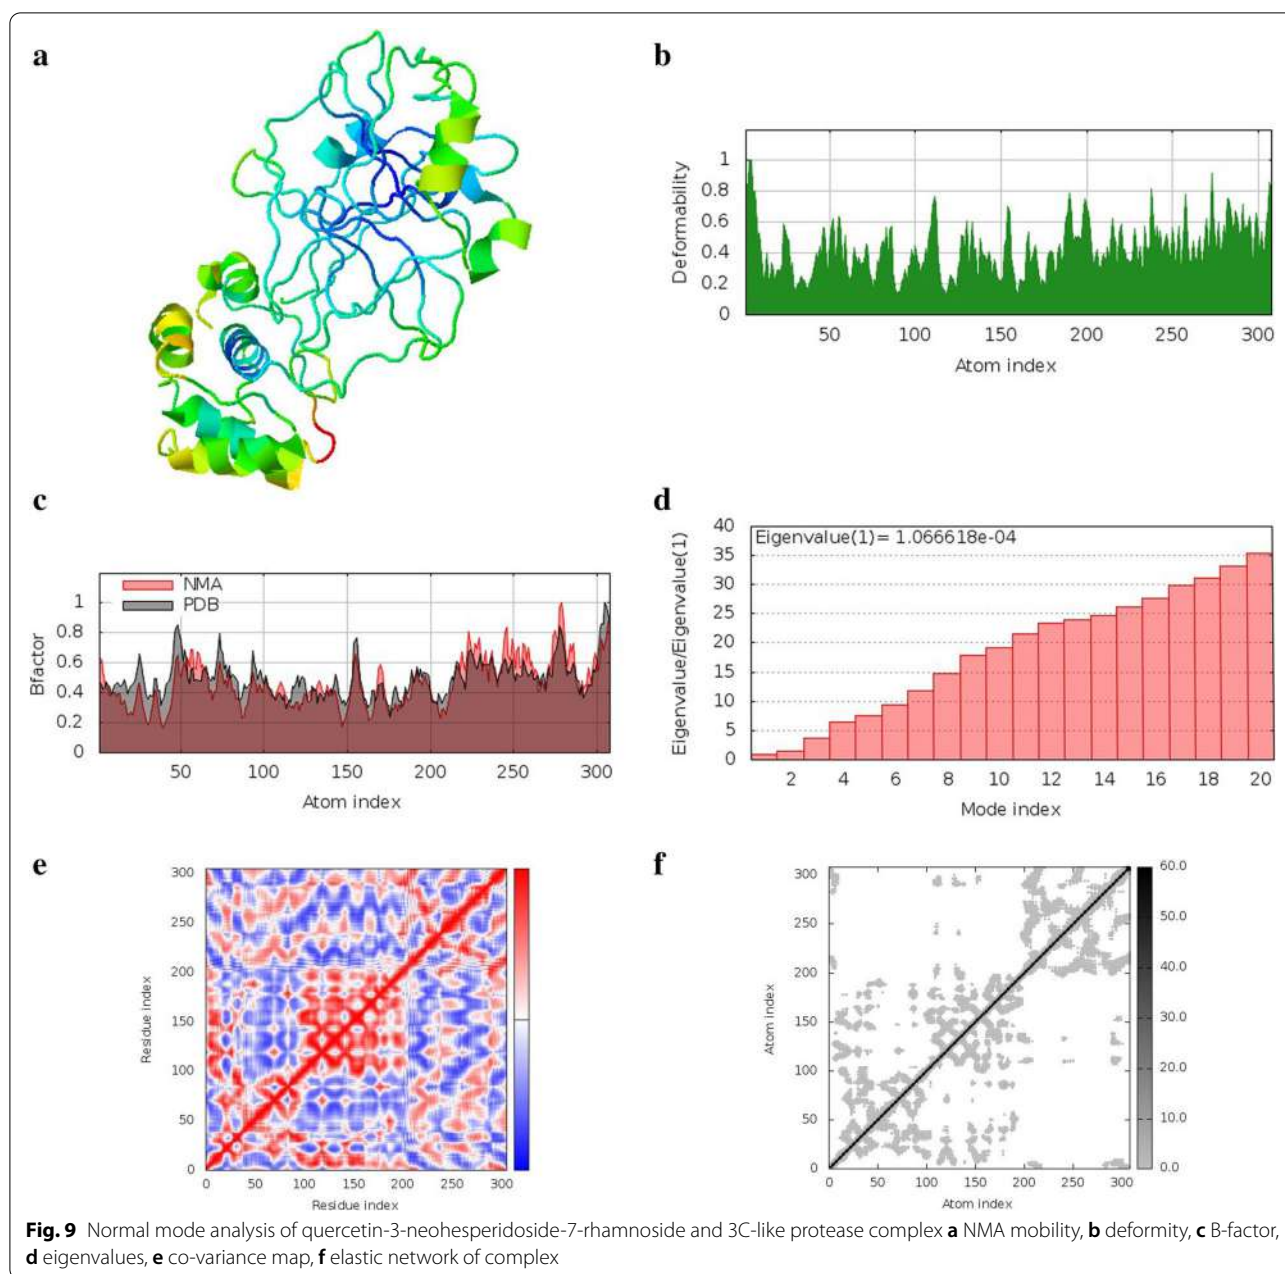 a
b
Deformability
1
0.8
0.6
0.4
0.2
0
50 100 150 200 250 300
Atom index
c
NMA
PDB
Bfactor
1
0.8
0.6
0.4
0.2
0
50 100 150 200 250 300
Atom index
d
Eigenvalue(1)= 1.066618e-04
Eigenvalue/Eigenvalue(1)
40
35
30
25
20
15
10
5
0
2 4 6 8 10 12 14 16 18 20
Mode index
e
Residue index
300
250
200
150
100
50
0
0 50 100 150 200 250 300
Residue index
f
Atom index
300
250
200
150
100
50
0
0 50 100 150 200 250 300
Atom index
60.0
50.0
40.0
30.0
20.0
10.0
0.0
Fig. 9 Normal mode analysis of quercetin-3-neohesperidoside-7-rhamnoside and 3C-like protease complex a NMA mobility, b deformity, c B-factor,
d eigenvalues, e co-variance map, f elastic network of complex